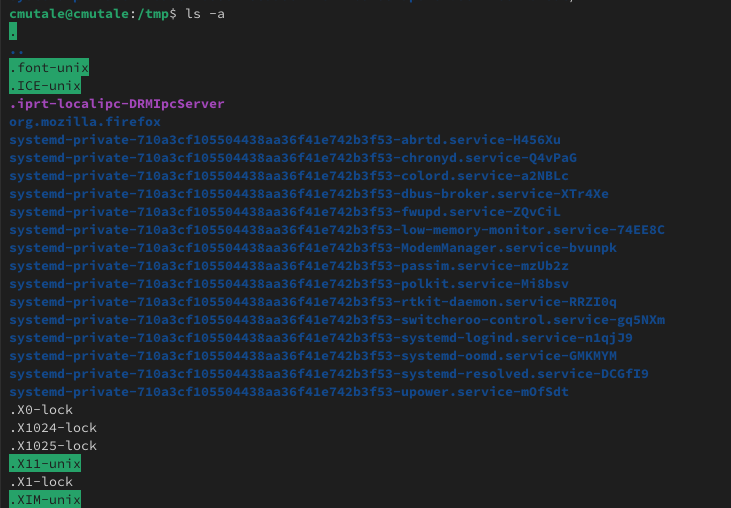 cmutale@cmutale:/tmp$ ls -a
.
..
.font-unix
.ICE-unix
.iprt-localipc-DRMIpcServer
org.mozilla.firefox
systemd-private-710a3cf105504438aa36f41e742b3f53-abrtd.service-H456Xu
systemd-private-710a3cf105504438aa36f41e742b3f53-chronyd.service-Q4vPaG
systemd-private-710a3cf105504438aa36f41e742b3f53-colord.service-a2NBLc
systemd-private-710a3cf105504438aa36f41e742b3f53-dbus-broker.service-XTr4Xe
systemd-private-710a3cf105504438aa36f41e742b3f53-fwupd.service-ZQvCiL
systemd-private-710a3cf105504438aa36f41e742b3f53-low-memory-monitor.service-74EE8C
systemd-private-710a3cf105504438aa36f41e742b3f53-ModemManager.service-bvunpk
systemd-private-710a3cf105504438aa36f41e742b3f53-passim.service-mzUb2z
systemd-private-710a3cf105504438aa36f41e742b3f53-polkit.service-Mi8bsv
systemd-private-710a3cf105504438aa36f41e742b3f53-rtkit-daemon.service-RRZI0q
systemd-private-710a3cf105504438aa36f41e742b3f53-switcheroo-control.service-gq5NXm
systemd-private-710a3cf105504438aa36f41e742b3f53-systemd-logind.service-n1qjJ9
systemd-private-710a3cf105504438aa36f41e742b3f53-systemd-oomd.service-GMKMYM
systemd-private-710a3cf105504438aa36f41e742b3f53-systemd-resolved.service-DCGfI9
systemd-private-710a3cf105504438aa36f41e742b3f53-upower.service-mOfSdt
.X0-lock
.X1024-lock
.X1025-lock
.X11-unix
.X1-lock
.XIM-unix